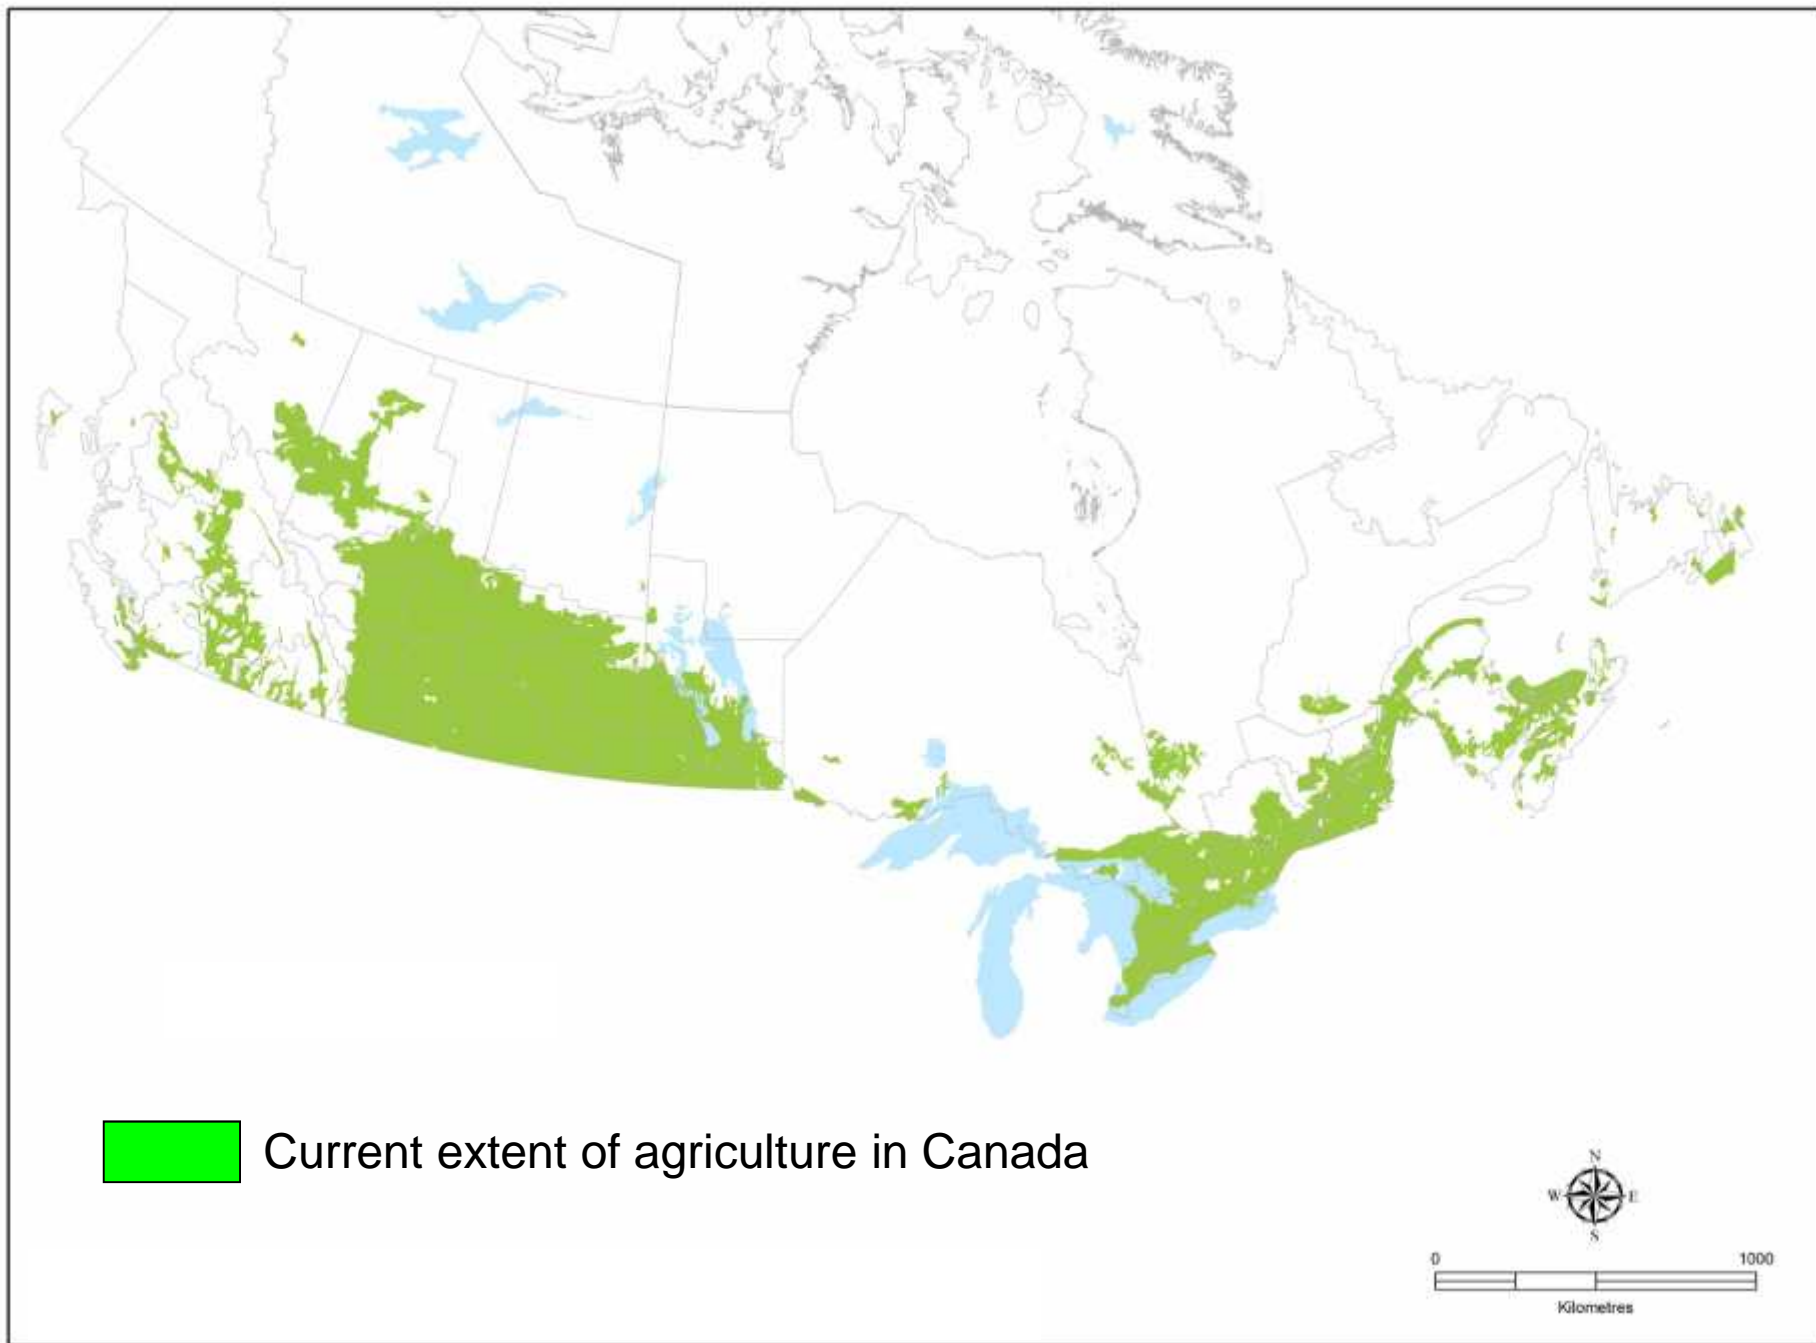 Current extent of agriculture in Canada
N
W E
S
0 1000
Kilometres